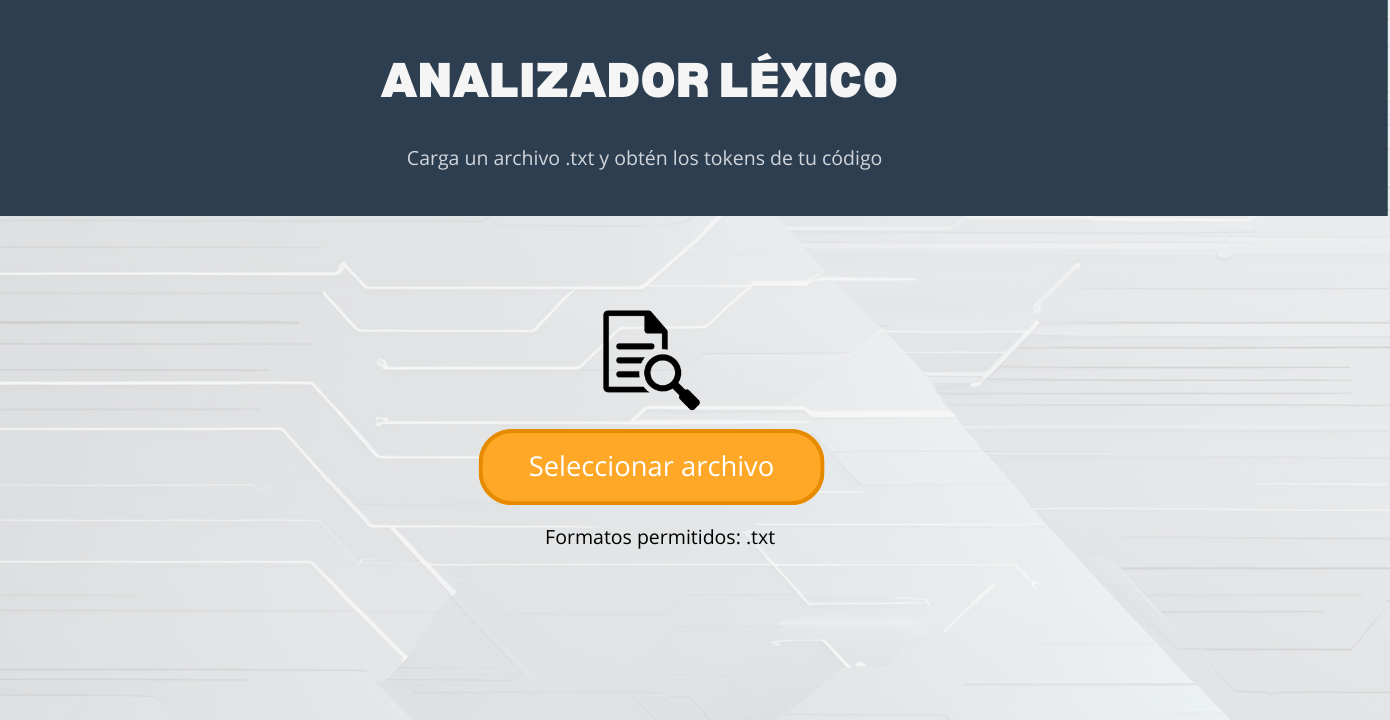 ANALIZADOR LÉXICO
Carga un archivo .txt y obtén los tokens de tu código
Seleccionar archivo
Formatos permitidos: .txt